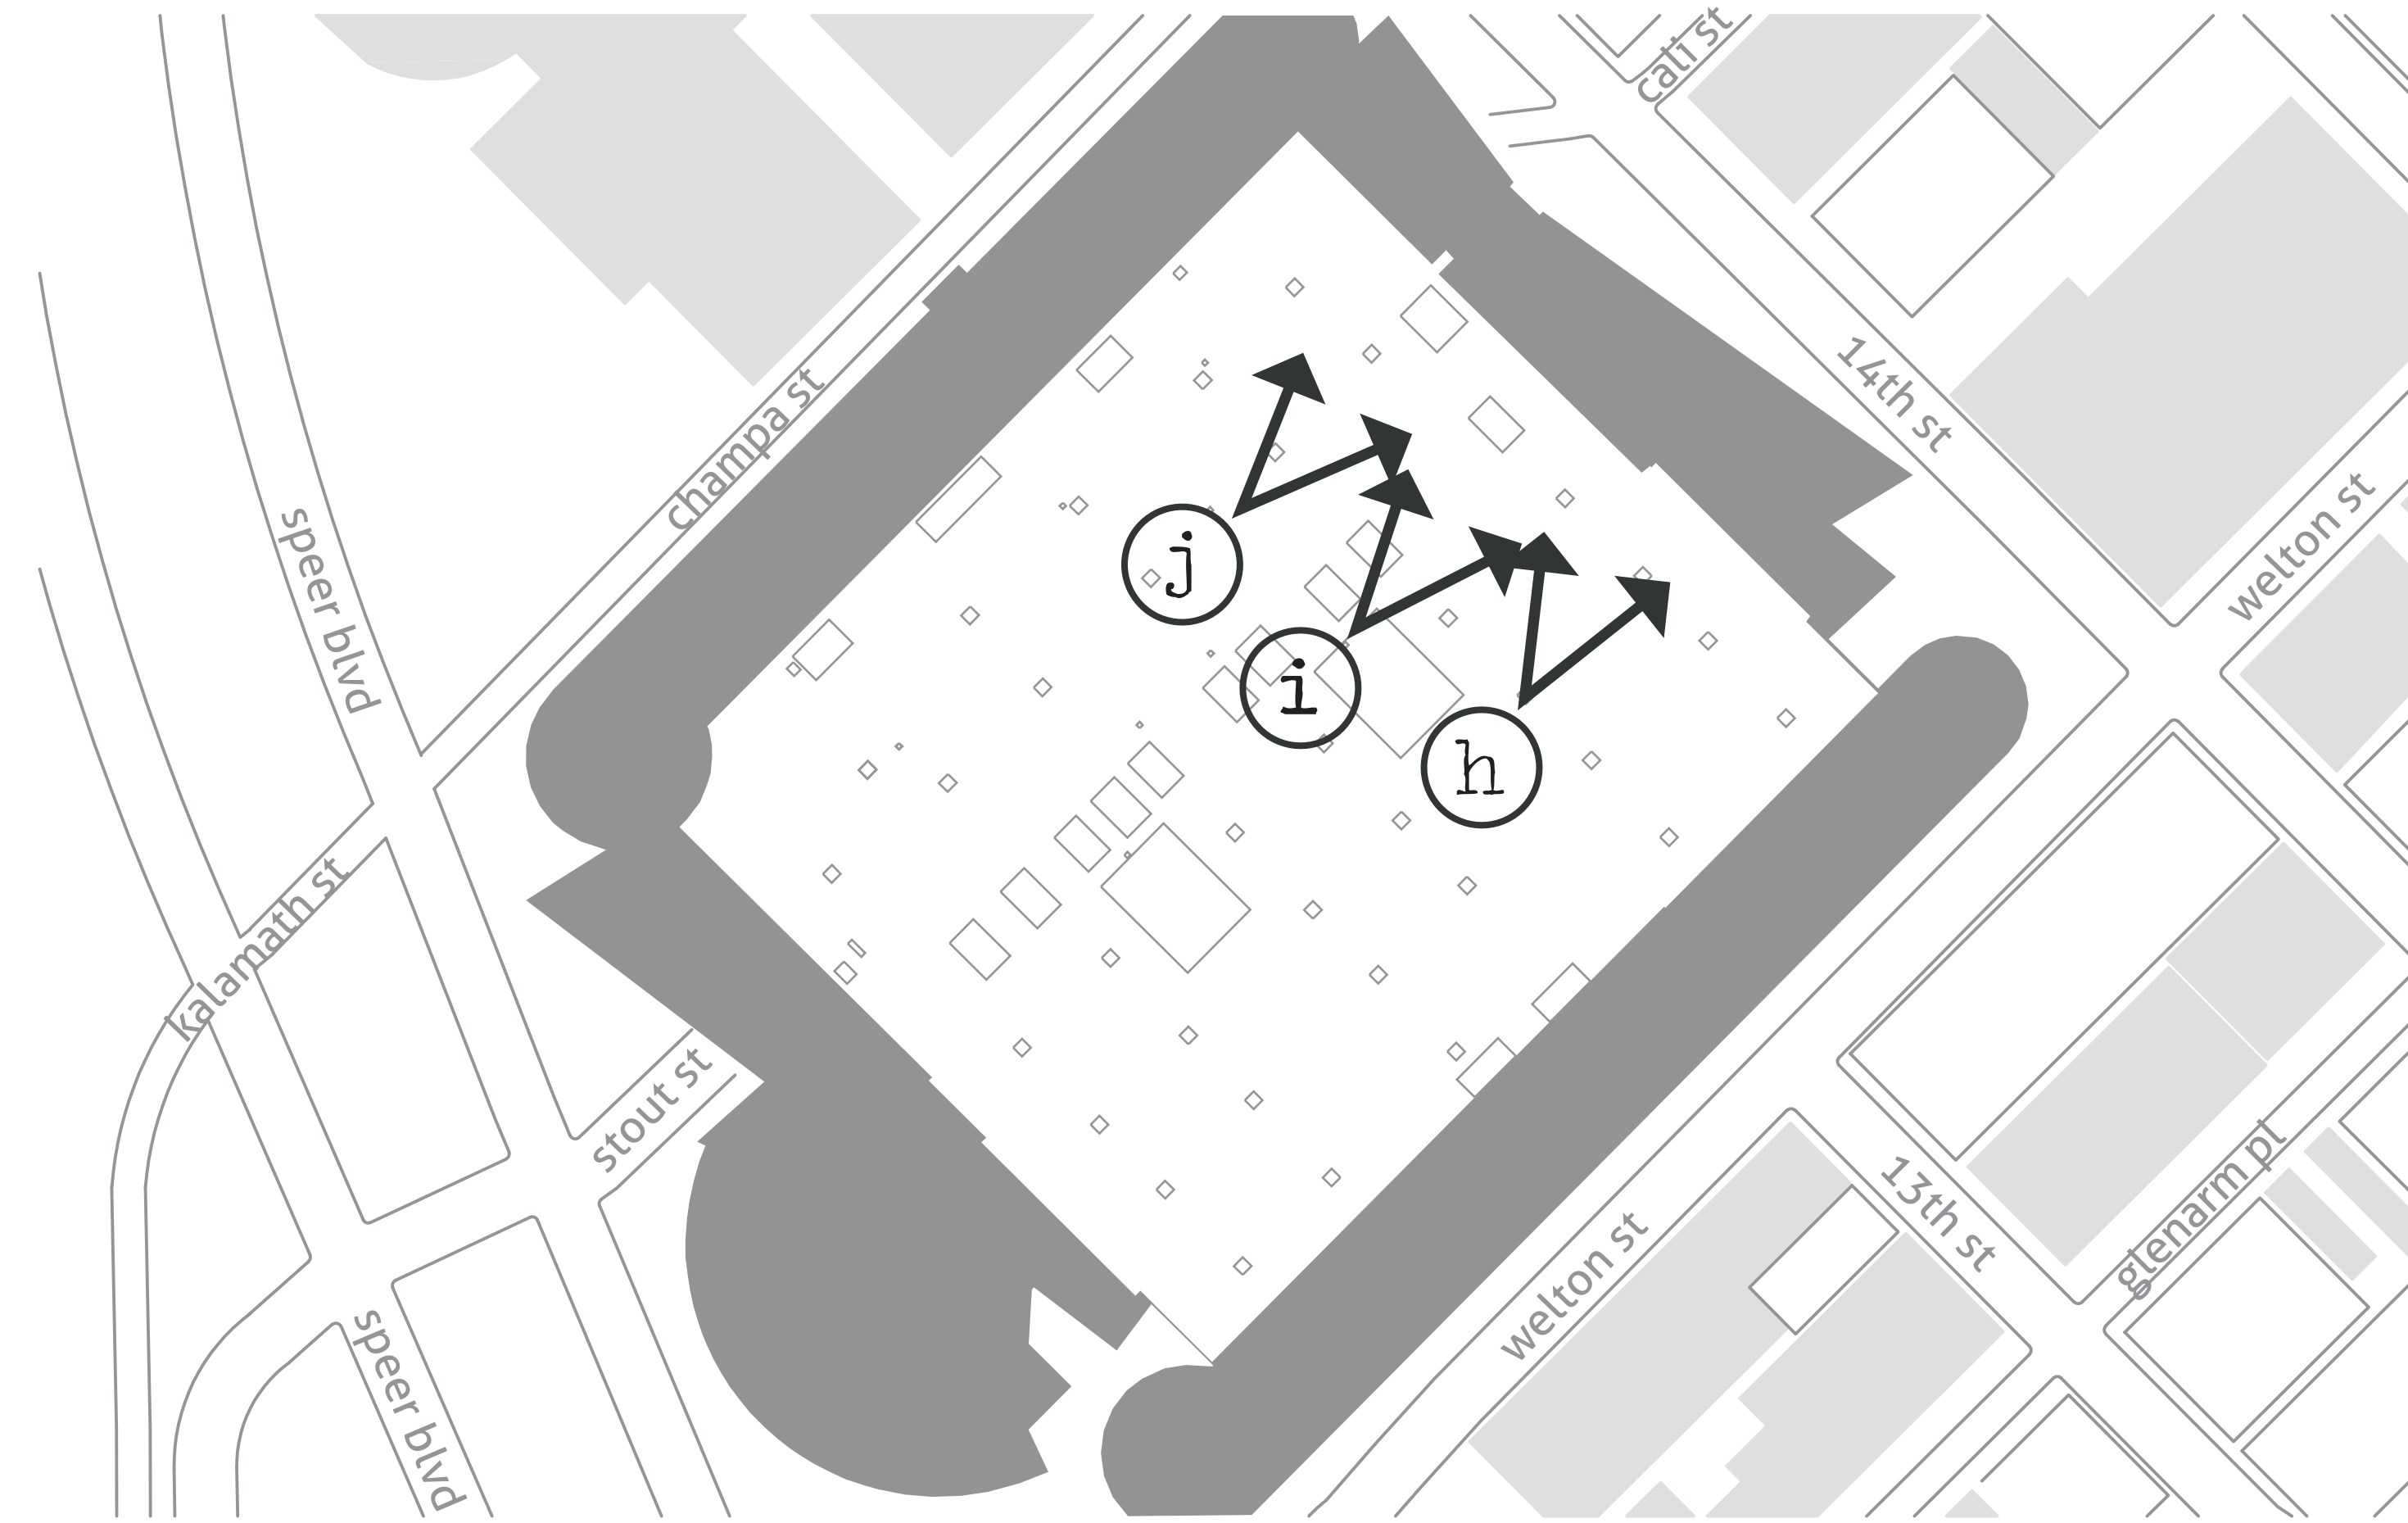 cali st
14th st
champa st
welton st
speer blvd
j
i
h
kalamath st
stout st
13th st
glenarm pl
welton st
speer blvd